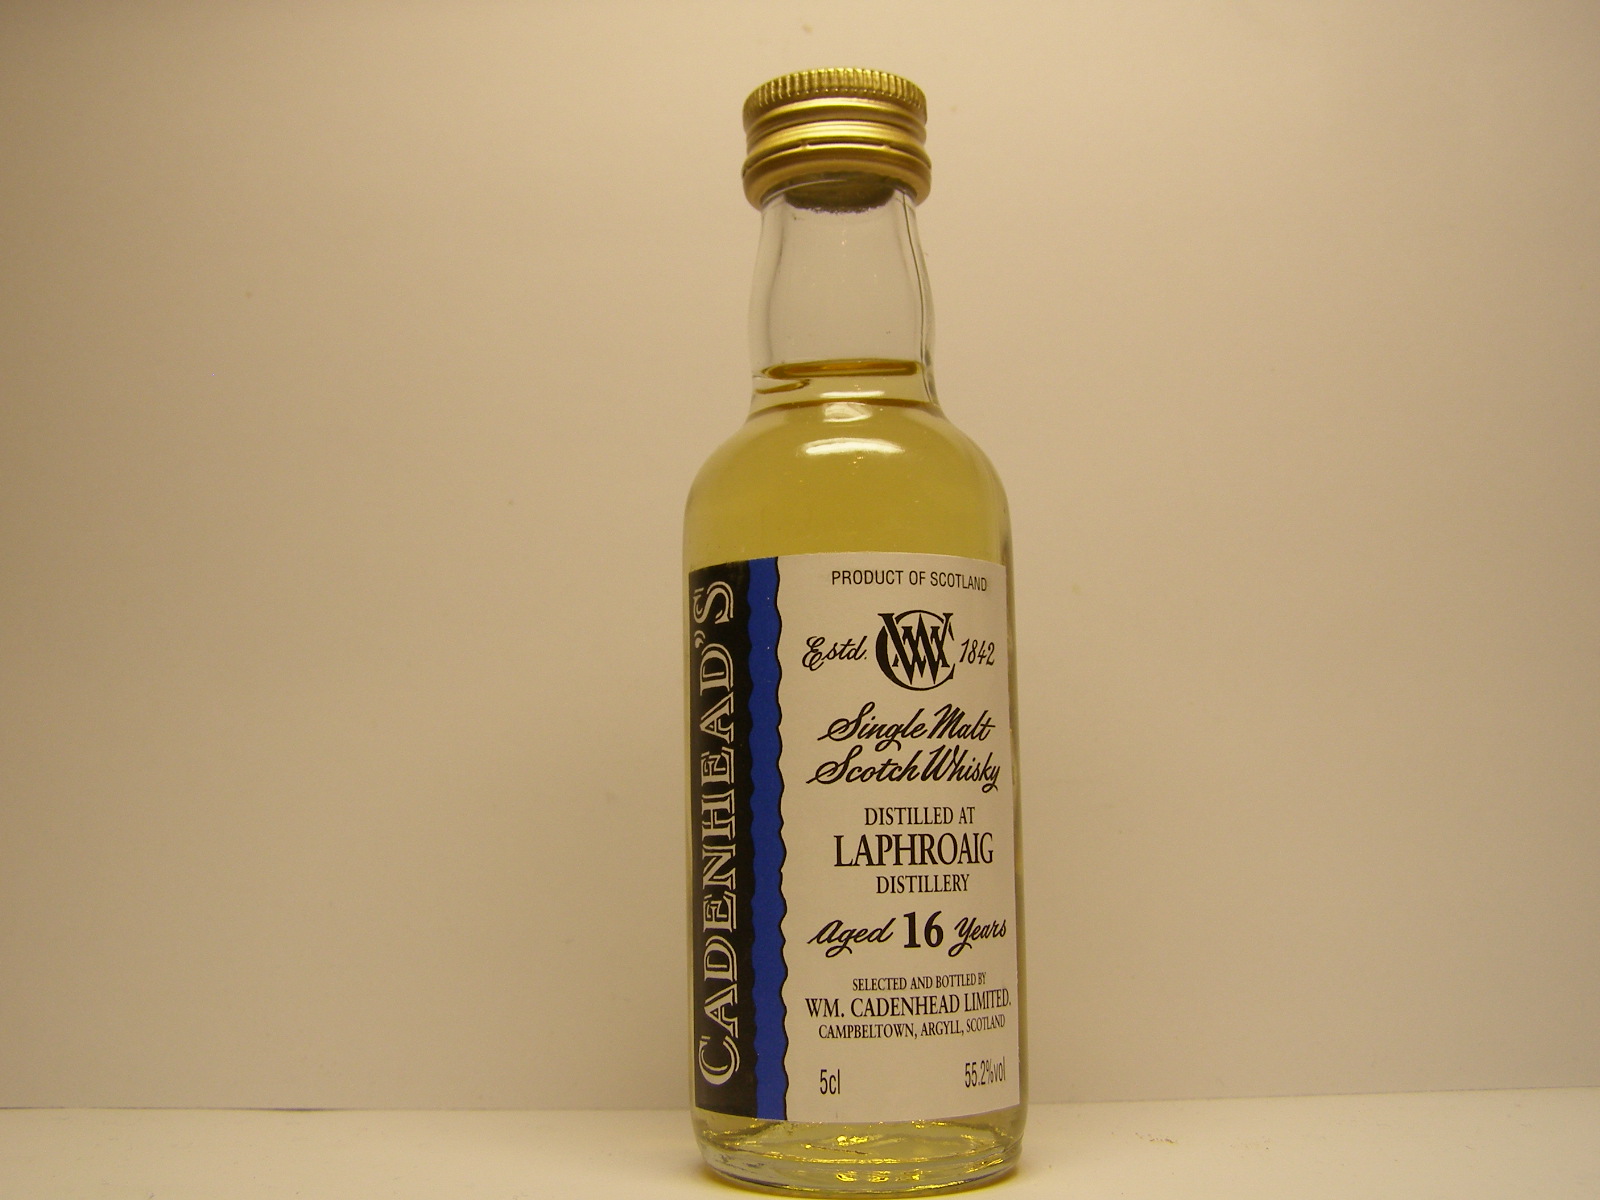 CADENHEAD'S
PRODUCT OF SCOTLAND
Estd. WCM 1842
Single Malt
Scotch Whisky
DISTILLED AT
LAPHROAIG
DISTILLERY
Aged 16 Years
SELECTED AND BOTTLED BY
WM. CADENHEAD LIMITED.
CAMPBELTOWN, ARGYLL, SCOTLAND
5cl 55.2%vol